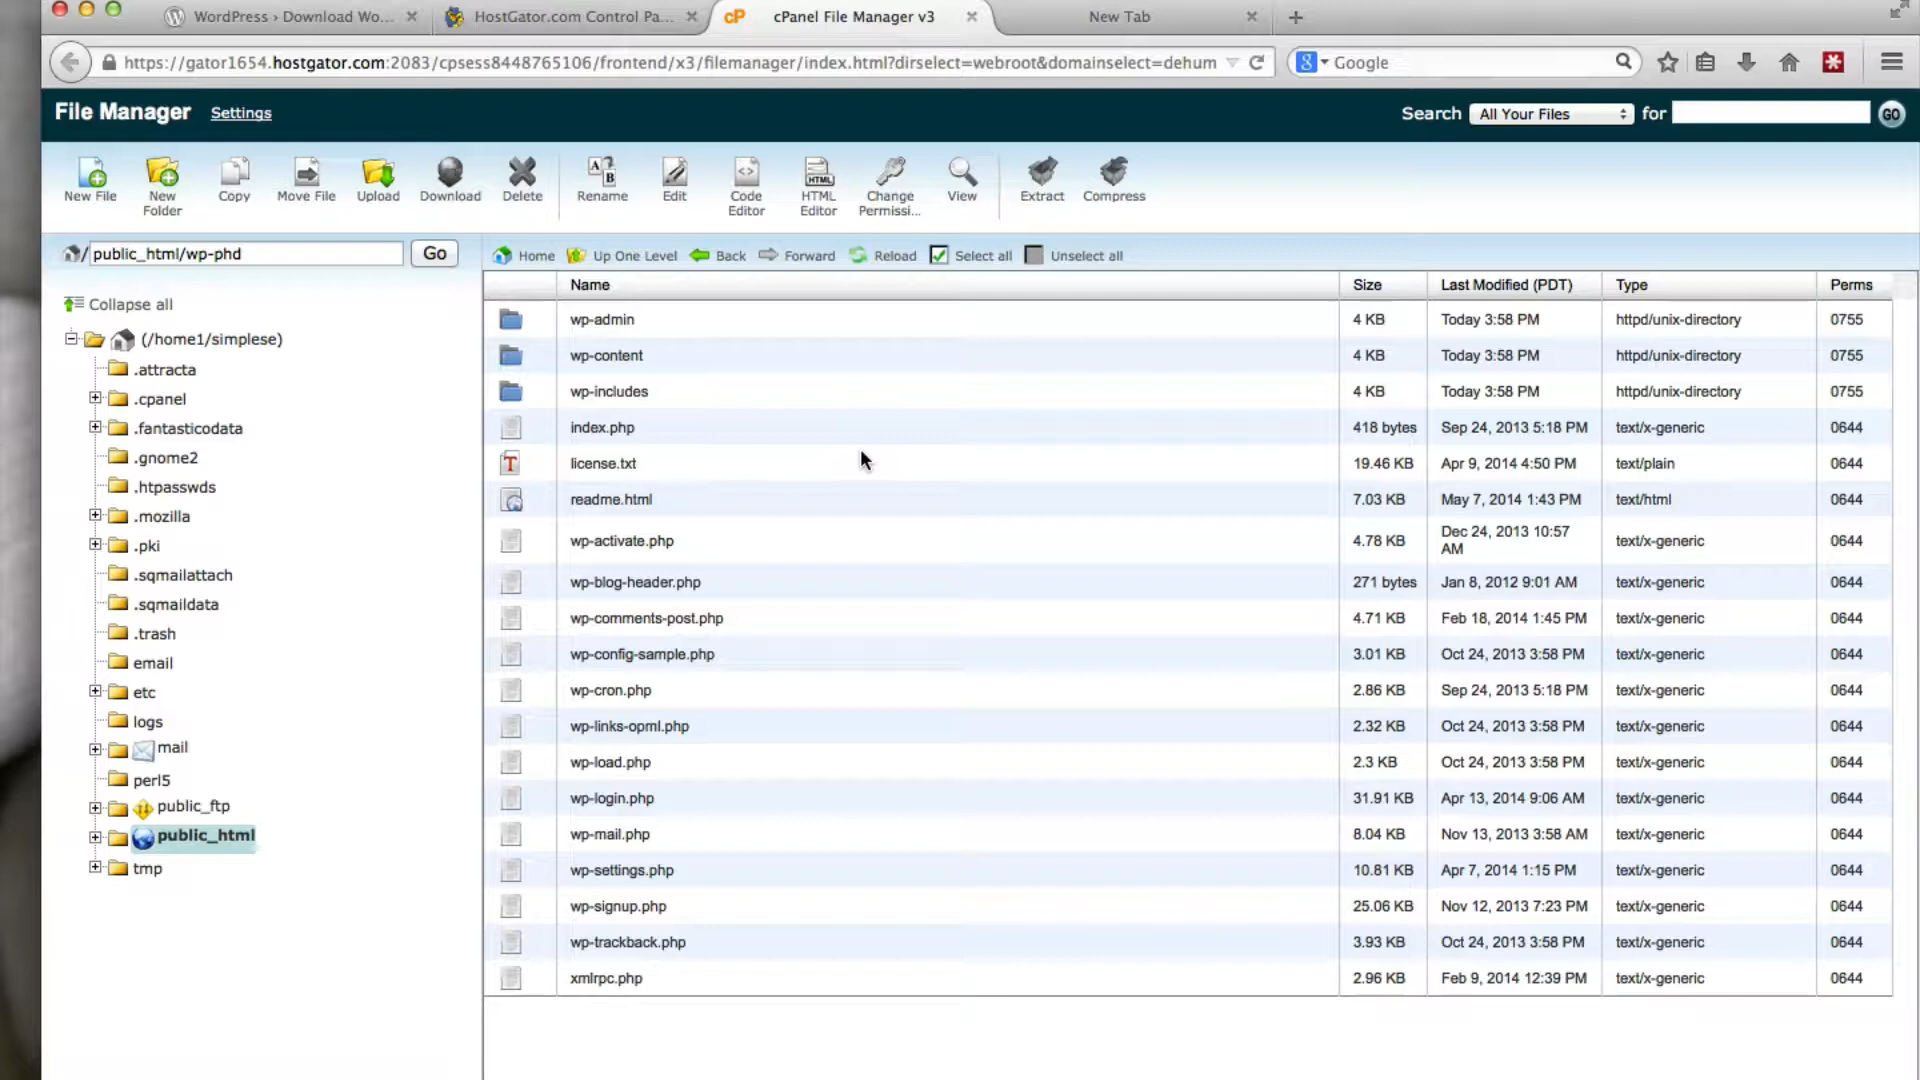 WordPress › Download Wo...
HostGator.com Control Pa...
cP cPanel File Manager v3
New Tab
https://gator1654.hostgator.com:2083/cpsess8448765106/frontend/x3/filemanager/index.html?dirselect=webroot&domainselect=dehum
Google
File Manager Settings
Search All Your Files for GO
New File
New Folder
Copy
Move File
Upload
Download
Delete
Rename
Edit
Code Editor
HTML Editor
Change Permissi...
View
Extract
Compress
/ public_html/wp-phd Go
Home Up One Level Back Forward Reload Select all Unselect all
Collapse all
(/home1/simplese)
.attracta
.cpanel
.fantasticodata
.gnome2
.htpasswds
.mozilla
.pki
.sqmailattach
.sqmaildata
.trash
email
etc
logs
mail
perl5
public_ftp
public_html
tmp
Name Size Last Modified (PDT) Type Perms
wp-admin 4 KB Today 3:58 PM httpd/unix-directory 0755
wp-content 4 KB Today 3:58 PM httpd/unix-directory 0755
wp-includes 4 KB Today 3:58 PM httpd/unix-directory 0755
index.php 418 bytes Sep 24, 2013 5:18 PM text/x-generic 0644
license.txt 19.46 KB Apr 9, 2014 4:50 PM text/plain 0644
readme.html 7.03 KB May 7, 2014 1:43 PM text/html 0644
wp-activate.php 4.78 KB Dec 24, 2013 10:57 AM text/x-generic 0644
wp-blog-header.php 271 bytes Jan 8, 2012 9:01 AM text/x-generic 0644
wp-comments-post.php 4.71 KB Feb 18, 2014 1:45 PM text/x-generic 0644
wp-config-sample.php 3.01 KB Oct 24, 2013 3:58 PM text/x-generic 0644
wp-cron.php 2.86 KB Sep 24, 2013 5:18 PM text/x-generic 0644
wp-links-opml.php 2.32 KB Oct 24, 2013 3:58 PM text/x-generic 0644
wp-load.php 2.3 KB Oct 24, 2013 3:58 PM text/x-generic 0644
wp-login.php 31.91 KB Apr 13, 2014 9:06 AM text/x-generic 0644
wp-mail.php 8.04 KB Nov 13, 2013 3:58 AM text/x-generic 0644
wp-settings.php 10.81 KB Apr 7, 2014 1:15 PM text/x-generic 0644
wp-signup.php 25.06 KB Nov 12, 2013 7:23 PM text/x-generic 0644
wp-trackback.php 3.93 KB Oct 24, 2013 3:58 PM text/x-generic 0644
xmlrpc.php 2.96 KB Feb 9, 2014 12:39 PM text/x-generic 0644